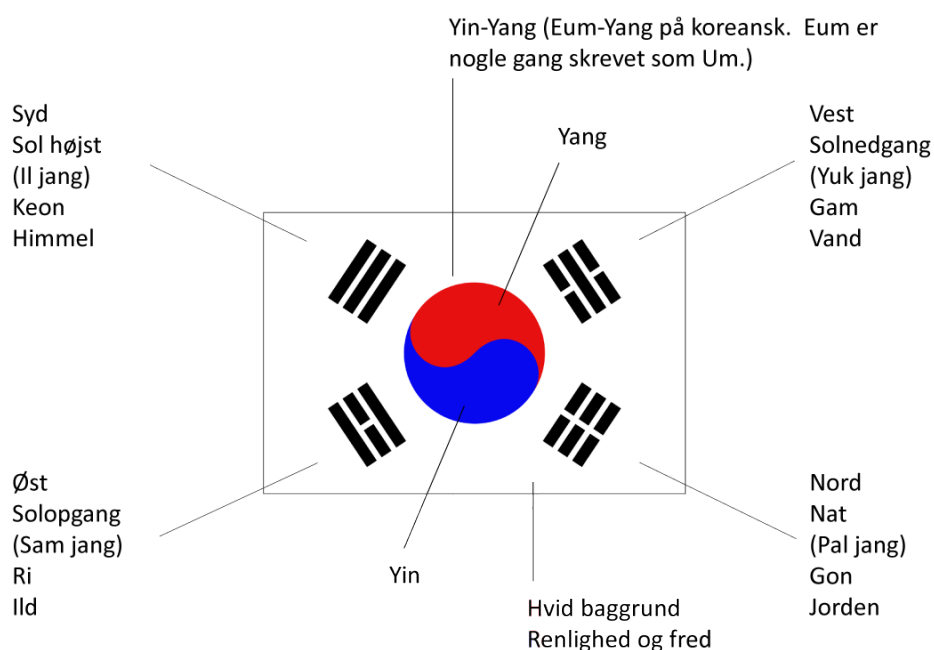 Yin-Yang (Eum-Yang på koreansk.  Eum er
nogle gang skrevet som Um.)
Syd
Sol højst
(Il jang)
Keon
Himmel
Yang
Vest
Solnedgang
(Yuk jang)
Gam
Vand
Øst
Solopgang
(Sam jang)
Ri
Ild
Yin
Hvid baggrund
Renlighed og fred
Nord
Nat
(Pal jang)
Gon
Jorden